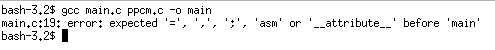 bash-3.2$ gcc main.c ppcm.c -o main
main.c:19: error: expected '=', ',', ';', 'asm' or '__attribute__' before 'main'
bash-3.2$